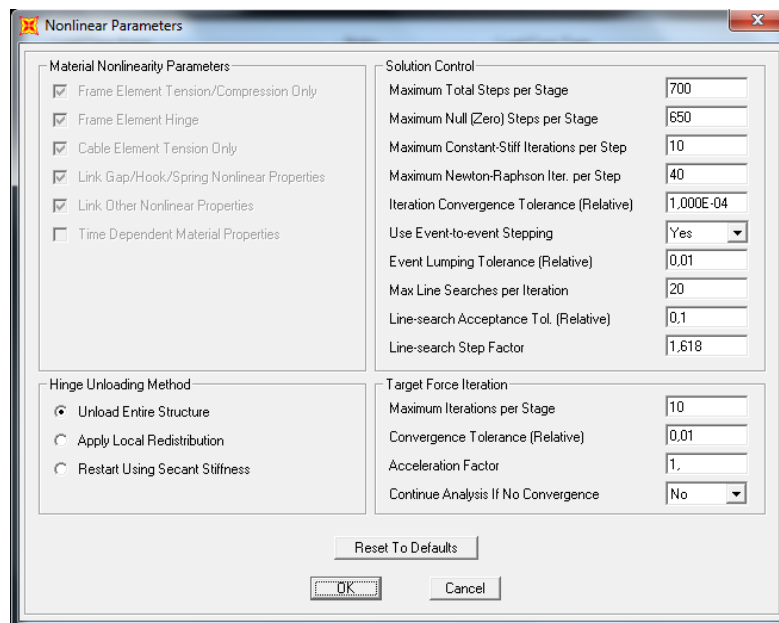 Nonlinear Parameters
Material Nonlinearity Parameters
Frame Element Tension/Compression Only
Frame Element Hinge
Cable Element Tension Only
Link Gap/Hook/Spring Nonlinear Properties
Link Other Nonlinear Properties
Time Dependent Material Properties
Solution Control
Maximum Total Steps per Stage 700
Maximum Null (Zero) Steps per Stage 650
Maximum Constant-Stiff Iterations per Step 10
Maximum Newton-Raphson Iter. per Step 40
Iteration Convergence Tolerance (Relative) 1,000E-04
Use Event-to-event Stepping Yes
Event Lumping Tolerance (Relative) 0,01
Max Line Searches per Iteration 20
Line-search Acceptance Tol. (Relative) 0,1
Line-search Step Factor 1,618
Hinge Unloading Method
Unload Entire Structure
Apply Local Redistribution
Restart Using Secant Stiffness
Target Force Iteration
Maximum Iterations per Stage 10
Convergence Tolerance (Relative) 0,01
Acceleration Factor 1,
Continue Analysis If No Convergence No
Reset To Defaults
OK Cancel